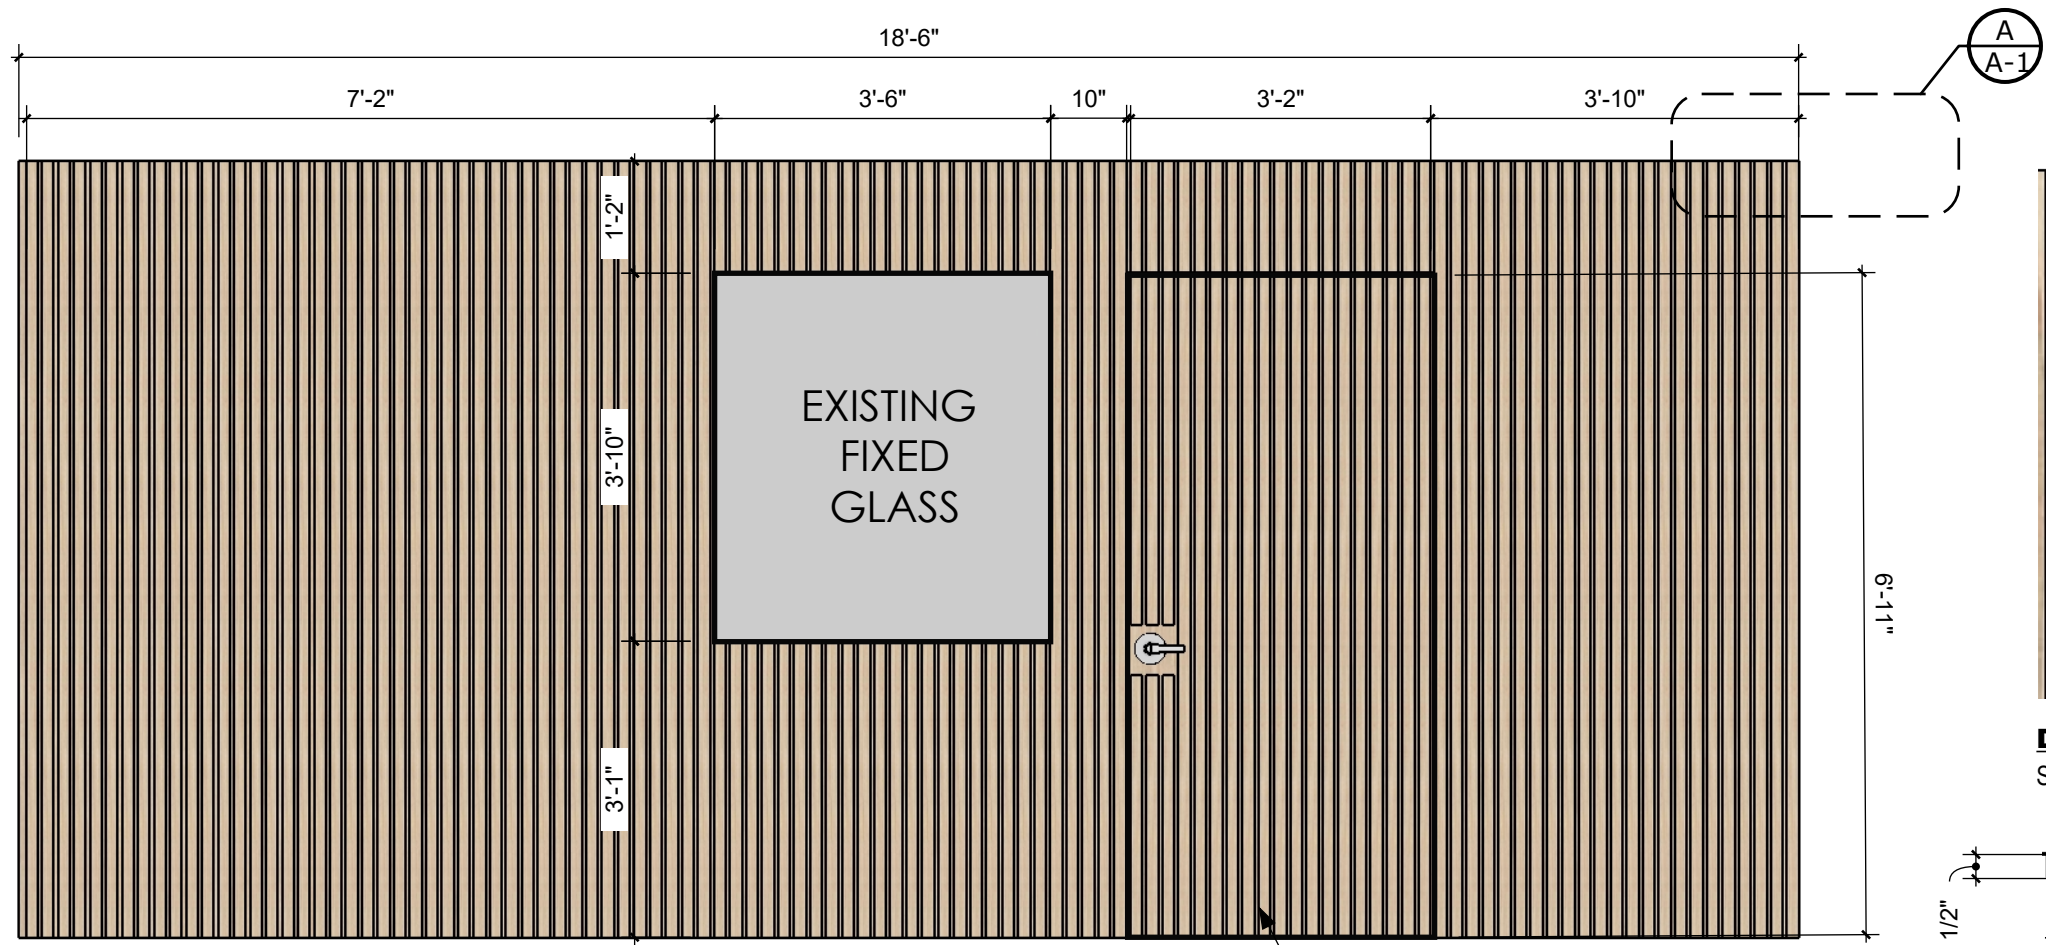 18'-6"
A
A-1
7'-2"
3'-6"
10"
3'-2"
3'-10"
1'-2"
3'-10"
3'-1"
EXISTING
FIXED
GLASS
6'-11"
1/2"